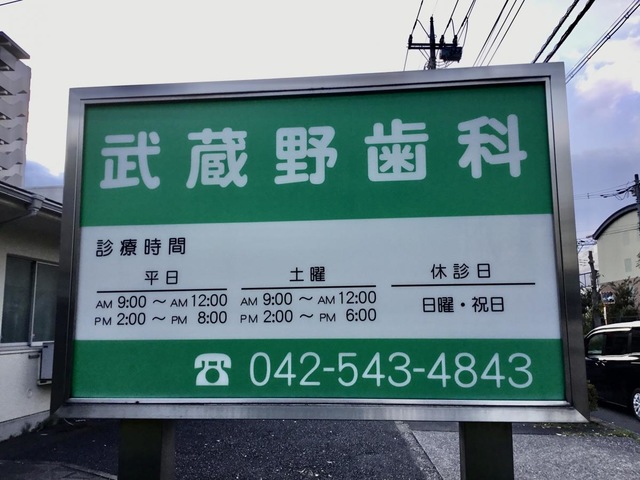 武蔵野歯科
診療時間
平日 土曜 休診日
AM 9:00 〜 AM 12:00 AM 9:00 〜 AM 12:00 日曜・祝日
PM 2:00 〜 PM 8:00 PM 2:00 〜 PM 6:00
☎ 042-543-4843